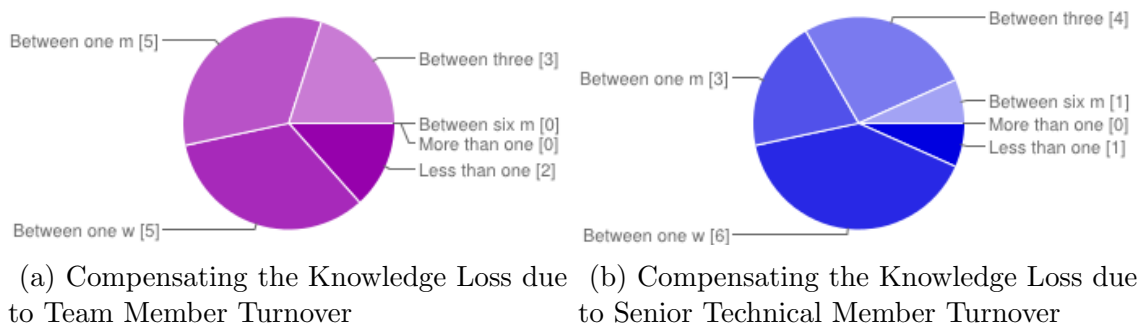 Between one m [5]
Between three [3]
Between six m [0]
More than one [0]
Less than one [2]
Between one w [5]
Between three [4]
Between one m [3]
Between six m [1]
More than one [0]
Less than one [1]
Between one w [6]
(a) Compensating the Knowledge Loss due
to Team Member Turnover
(b) Compensating the Knowledge Loss due
to Senior Technical Member Turnover